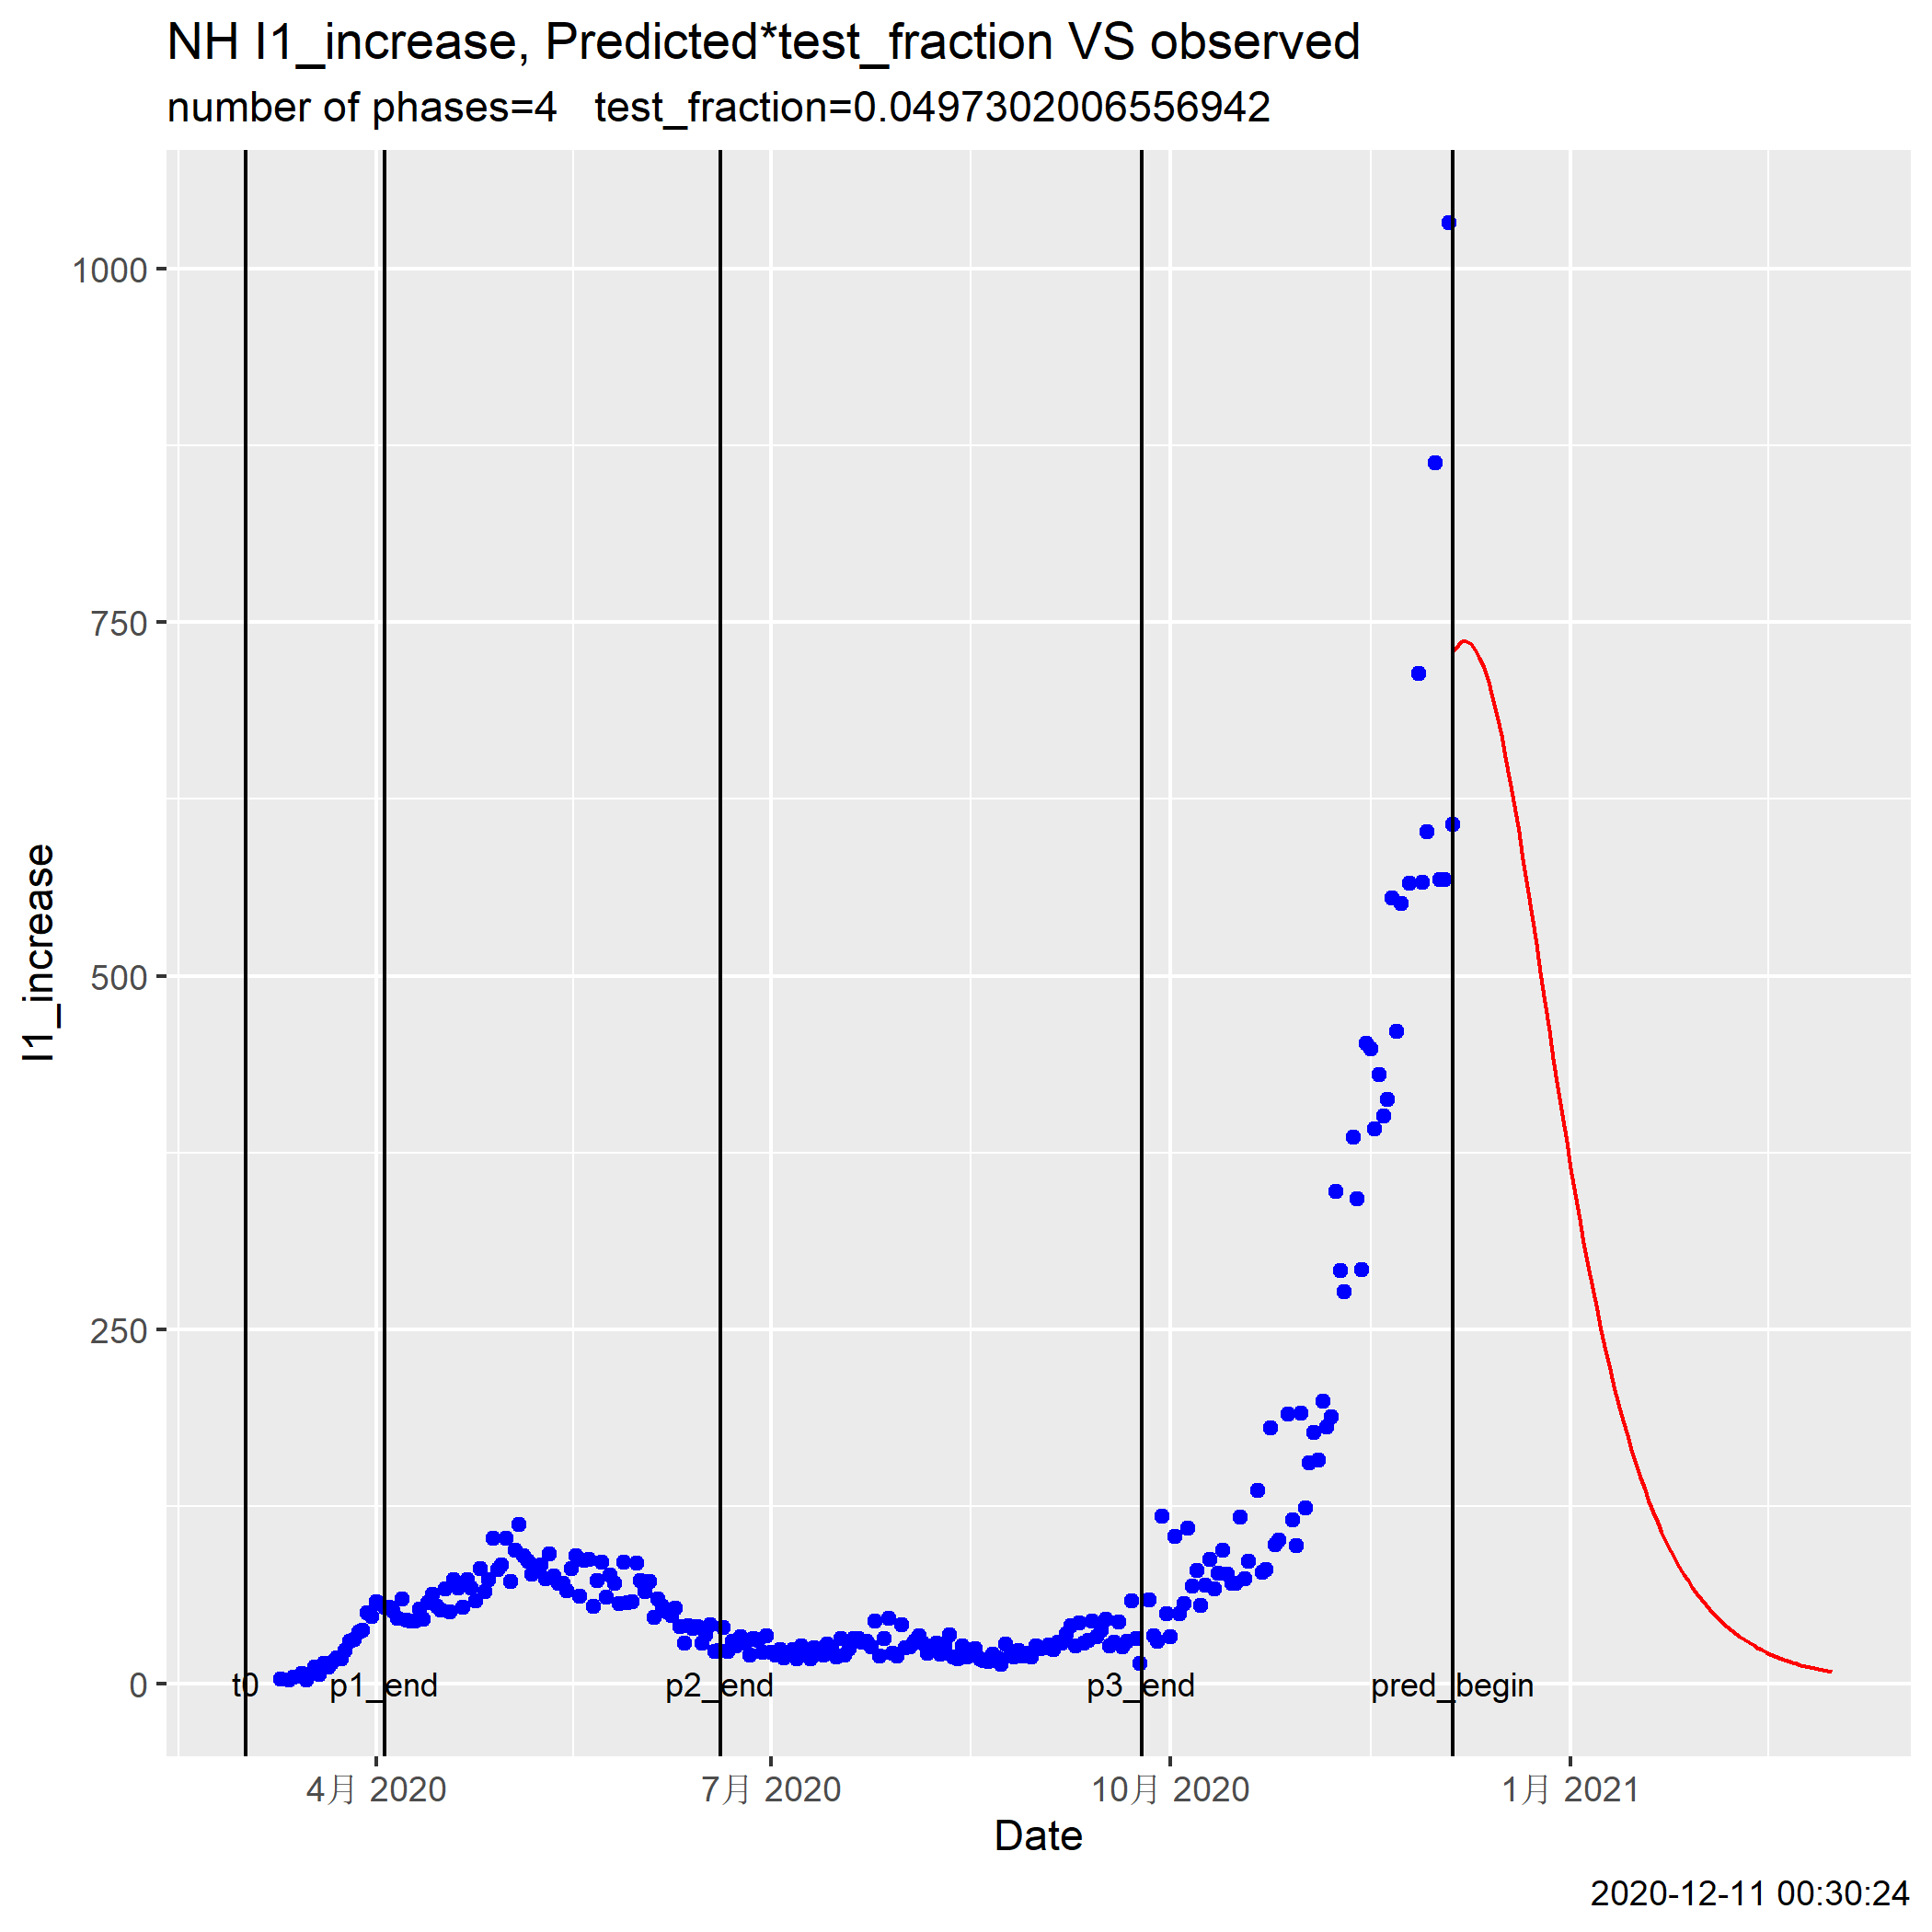 NH I1_increase, Predicted*test_fraction VS observed
number of phases=4 test_fraction=0.0497302006556942
1000
750
500
250
0
I1_increase
t0
p1_end
p2_end
p3_end
pred_begin
4月 2020
7月 2020
10月 2020
1月 2021
Date
2020-12-11 00:30:24